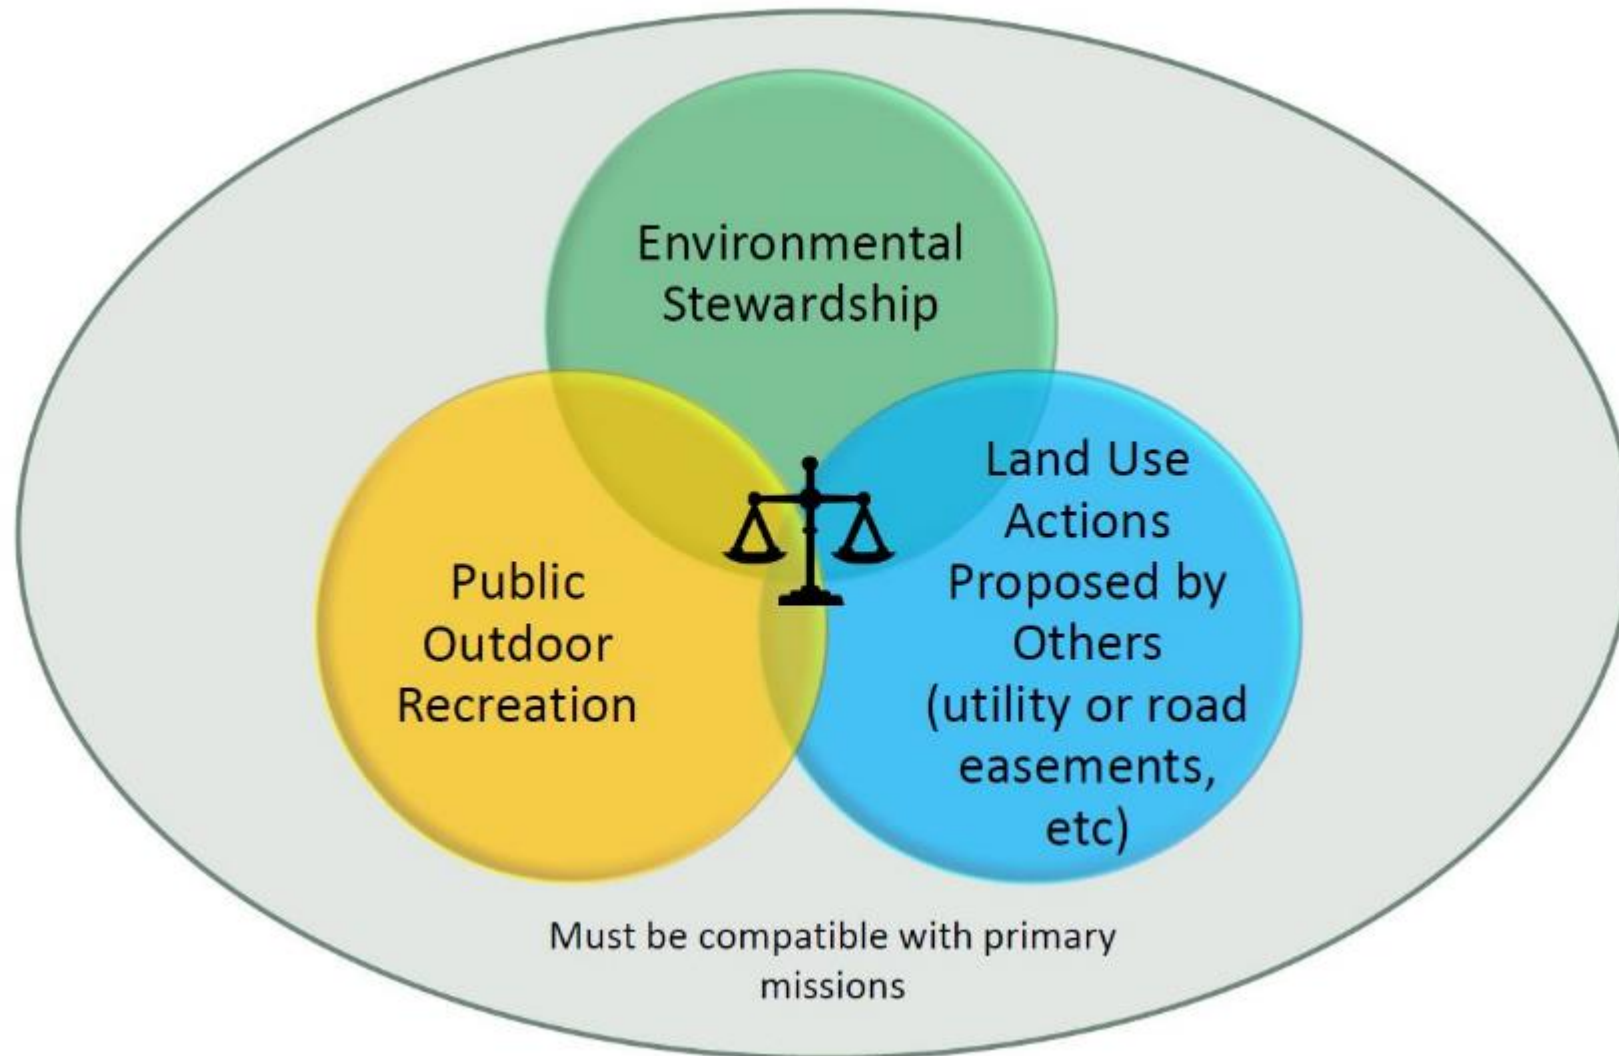 Environmental
Stewardship
Public
Outdoor
Recreation
Land Use
Actions
Proposed by
Others
(utility or road
easements,
etc)
Must be compatible with primary
missions